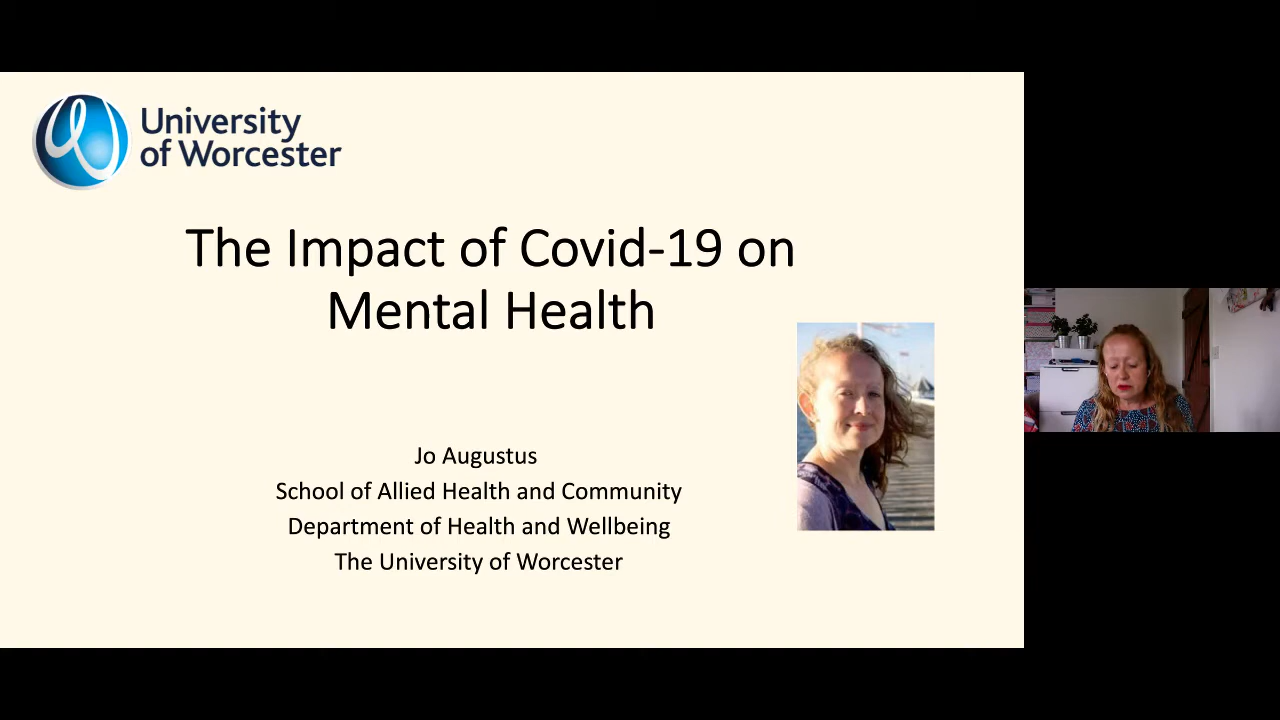 University
of Worcester
The Impact of Covid-19 on
Mental Health
Jo Augustus
School of Allied Health and Community
Department of Health and Wellbeing
The University of Worcester